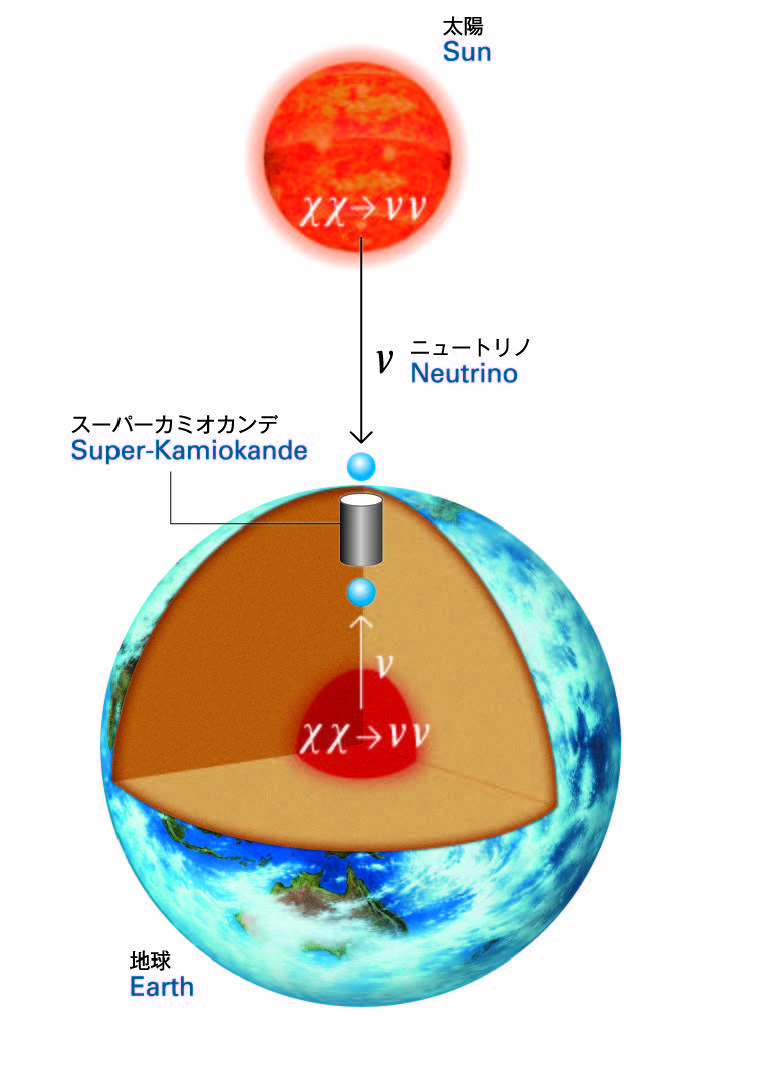 太陽
Sun
χχ→νν
ν
ニュートリノ
Neutrino
スーパーカミオカンデ
Super-Kamiokande
ν
χχ→νν
地球
Earth